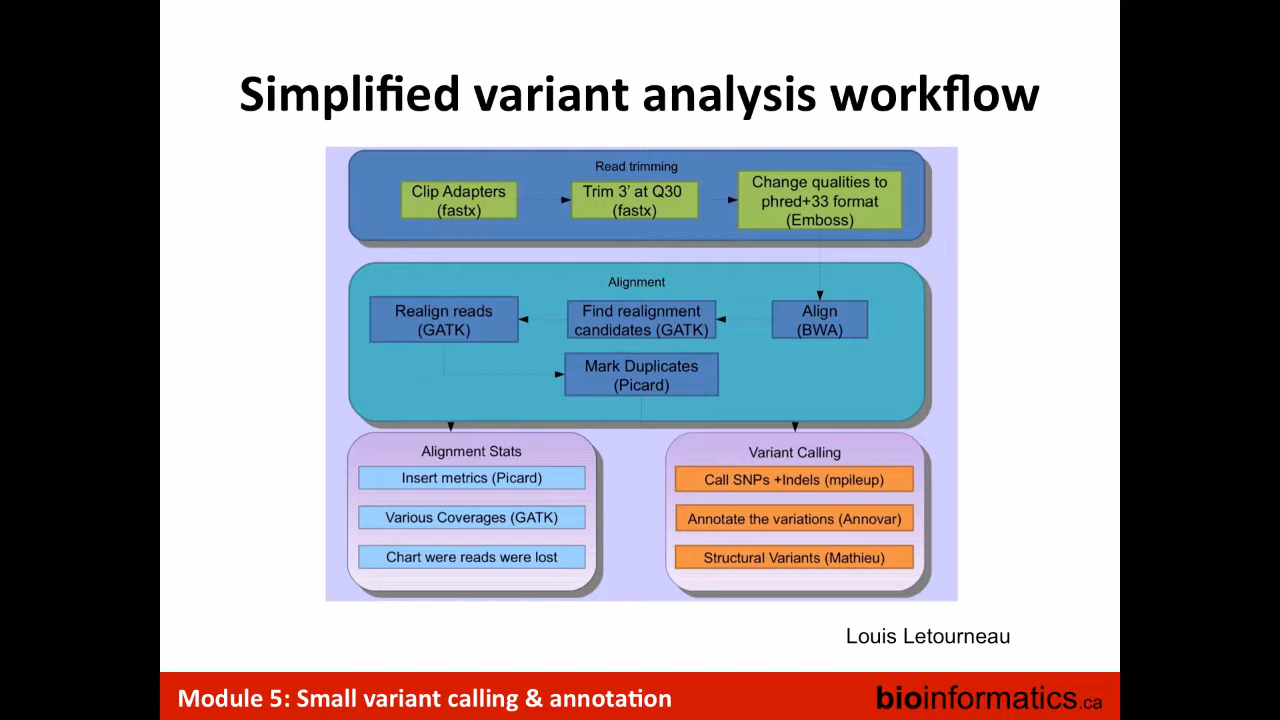 Simplified variant analysis workflow
Read trimming
Clip Adapters
(fastx)
Trim 3' at Q30
(fastx)
Change qualities to
phred+33 format
(Emboss)
Alignment
Realign reads
(GATK)
Find realignment
candidates (GATK)
Align
(BWA)
Mark Duplicates
(Picard)
Alignment Stats
Insert metrics (Picard)
Various Coverages (GATK)
Chart were reads were lost
Variant Calling
Call SNPs +Indels (mpileup)
Annotate the variations (Annovar)
Structural Variants (Mathieu)
Louis Letourneau
Module 5: Small variant calling & annotation
bioinformatics.ca